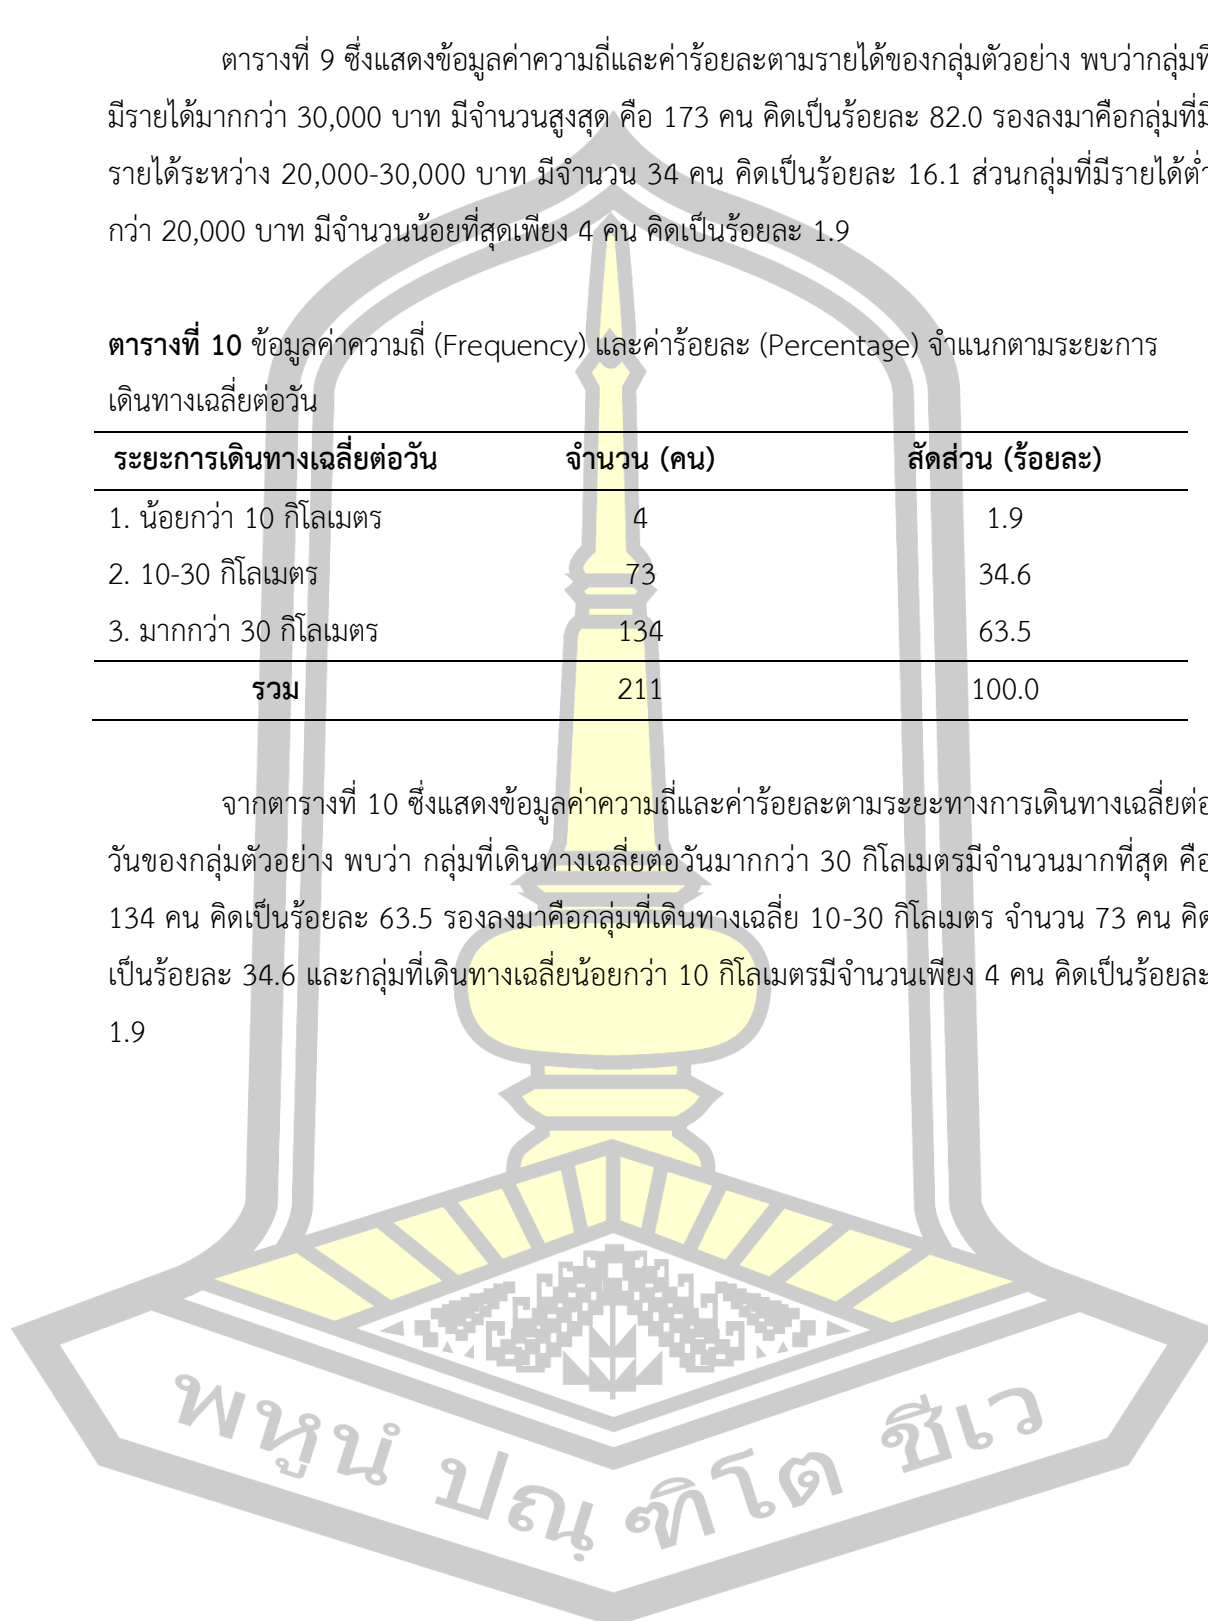 ตารางที่ 9 ซึ่งแสดงข้อมูลค่าความถี่และค่าร้อยละตามรายได้ของกลุ่มตัวอย่าง พบว่ากลุ่มที่
มีรายได้มากกว่า 30,000 บาท มีจำนวนสูงสุด คือ 173 คน คิดเป็นร้อยละ 82.0 รองลงมาคือกลุ่มที่มี
รายได้ระหว่าง 20,000-30,000 บาท มีจำนวน 34 คน คิดเป็นร้อยละ 16.1 ส่วนกลุ่มที่มีรายได้ต่ำ
กว่า 20,000 บาท มีจำนวนน้อยที่สุดเพียง 4 คน คิดเป็นร้อยละ 1.9
ตารางที่ 10 ข้อมูลค่าความถี่ (Frequency) และค่าร้อยละ (Percentage) จำแนกตามระยะการ
เดินทางเฉลี่ยต่อวัน
ระยะการเดินทางเฉลี่ยต่อวัน จำนวน (คน) สัดส่วน (ร้อยละ)
1. น้อยกว่า 10 กิโลเมตร 4 1.9
2. 10-30 กิโลเมตร 73 34.6
3. มากกว่า 30 กิโลเมตร 134 63.5
รวม 211 100.0
จากตารางที่ 10 ซึ่งแสดงข้อมูลค่าความถี่และค่าร้อยละตามระยะทางการเดินทางเฉลี่ยต่อ
วันของกลุ่มตัวอย่าง พบว่า กลุ่มที่เดินทางเฉลี่ยต่อวันมากกว่า 30 กิโลเมตรมีจำนวนมากที่สุด คือ
134 คน คิดเป็นร้อยละ 63.5 รองลงมาคือกลุ่มที่เดินทางเฉลี่ย 10-30 กิโลเมตร จำนวน 73 คน คิด
เป็นร้อยละ 34.6 และกลุ่มที่เดินทางเฉลี่ยน้อยกว่า 10 กิโลเมตรมีจำนวนเพียง 4 คน คิดเป็นร้อยละ
1.9
พหูนํ ปณฺฑิโต ชีเว